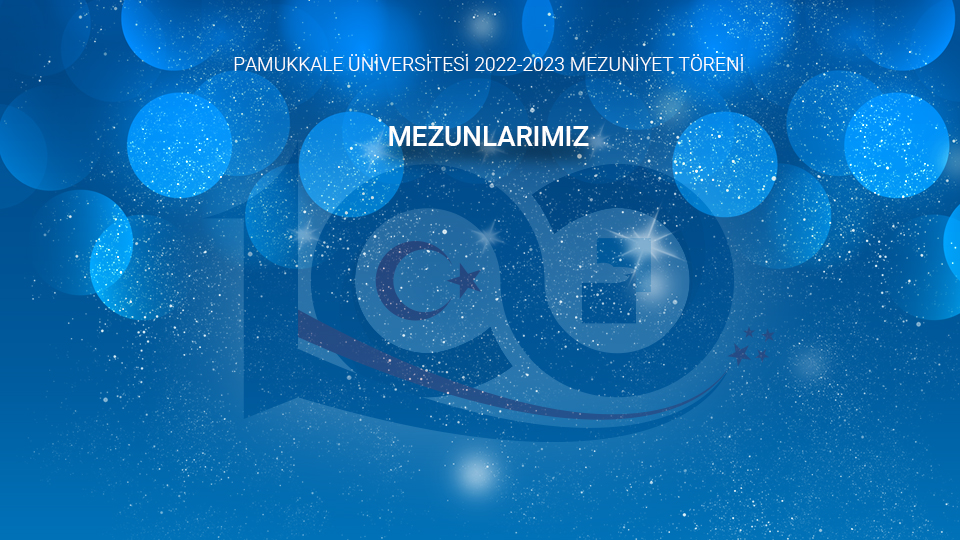 PAMUKKALE ÜNİVERSİTESİ 2022-2023 MEZUNİYET TÖRENİ
MEZUNLARIMIZ